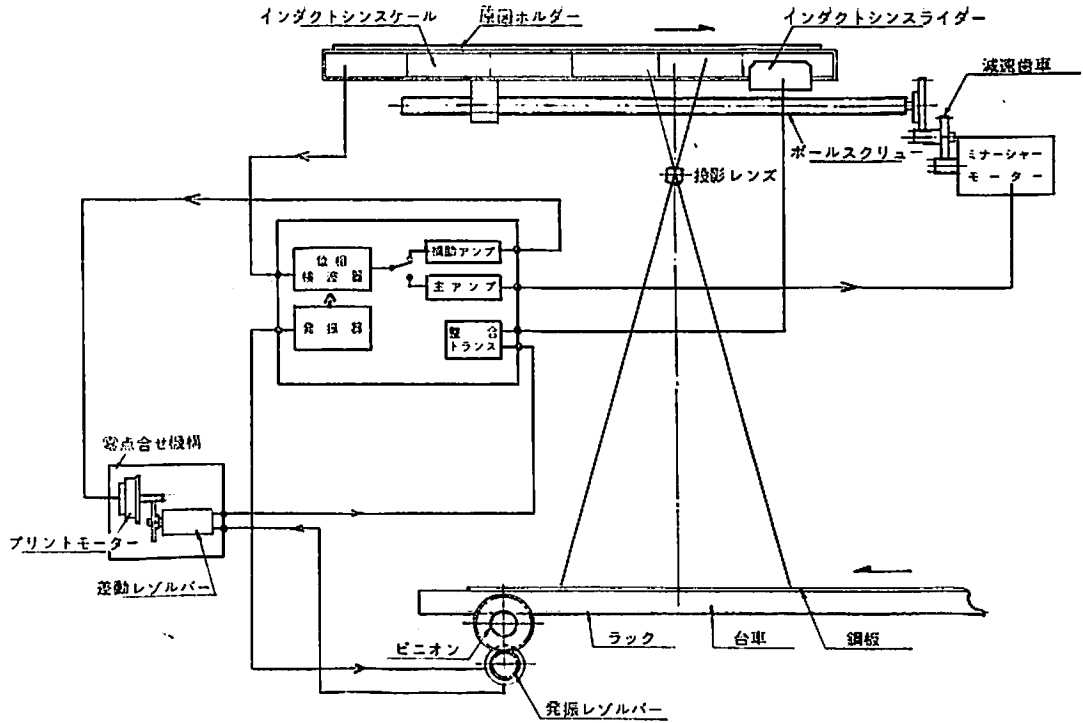 インダクトシンスケール
原図ホルダー
インダクトシンスライダー
減速歯車
ボールスクリュー
ミナーシャー
モーター
投影レンズ
位相
検波器
補助アンプ
主アンプ
発振器
整合
トランス
零点合せ機構
プリントモーター
差動レゾルバー
ピニオン
ラック
台車
鋼板
発振レゾルバー